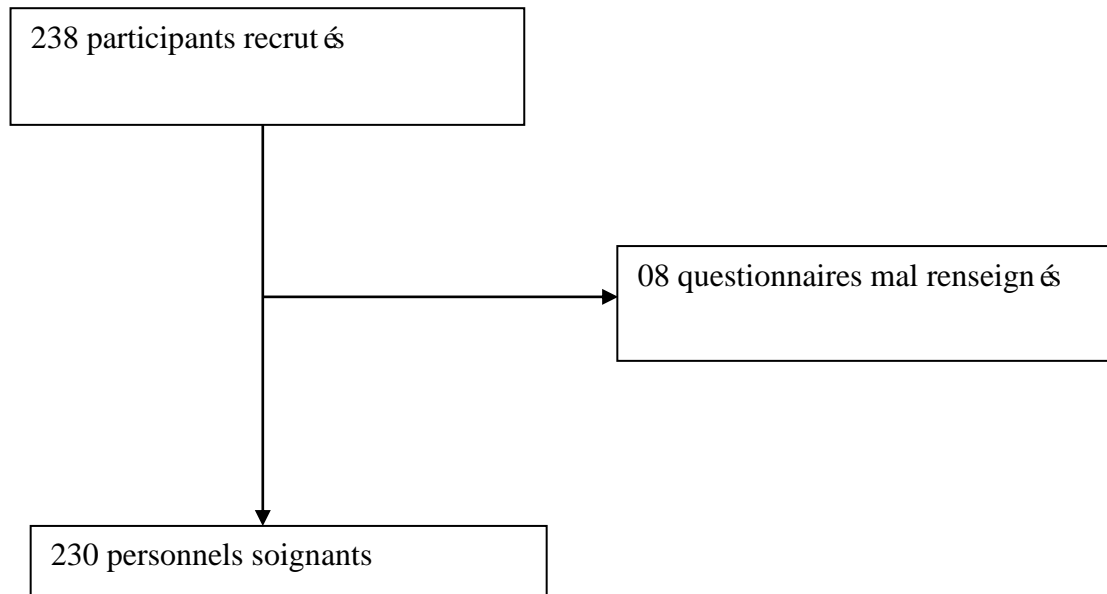 238 participants recrutés
08 questionnaires mal renseignés
230 personnels soignants